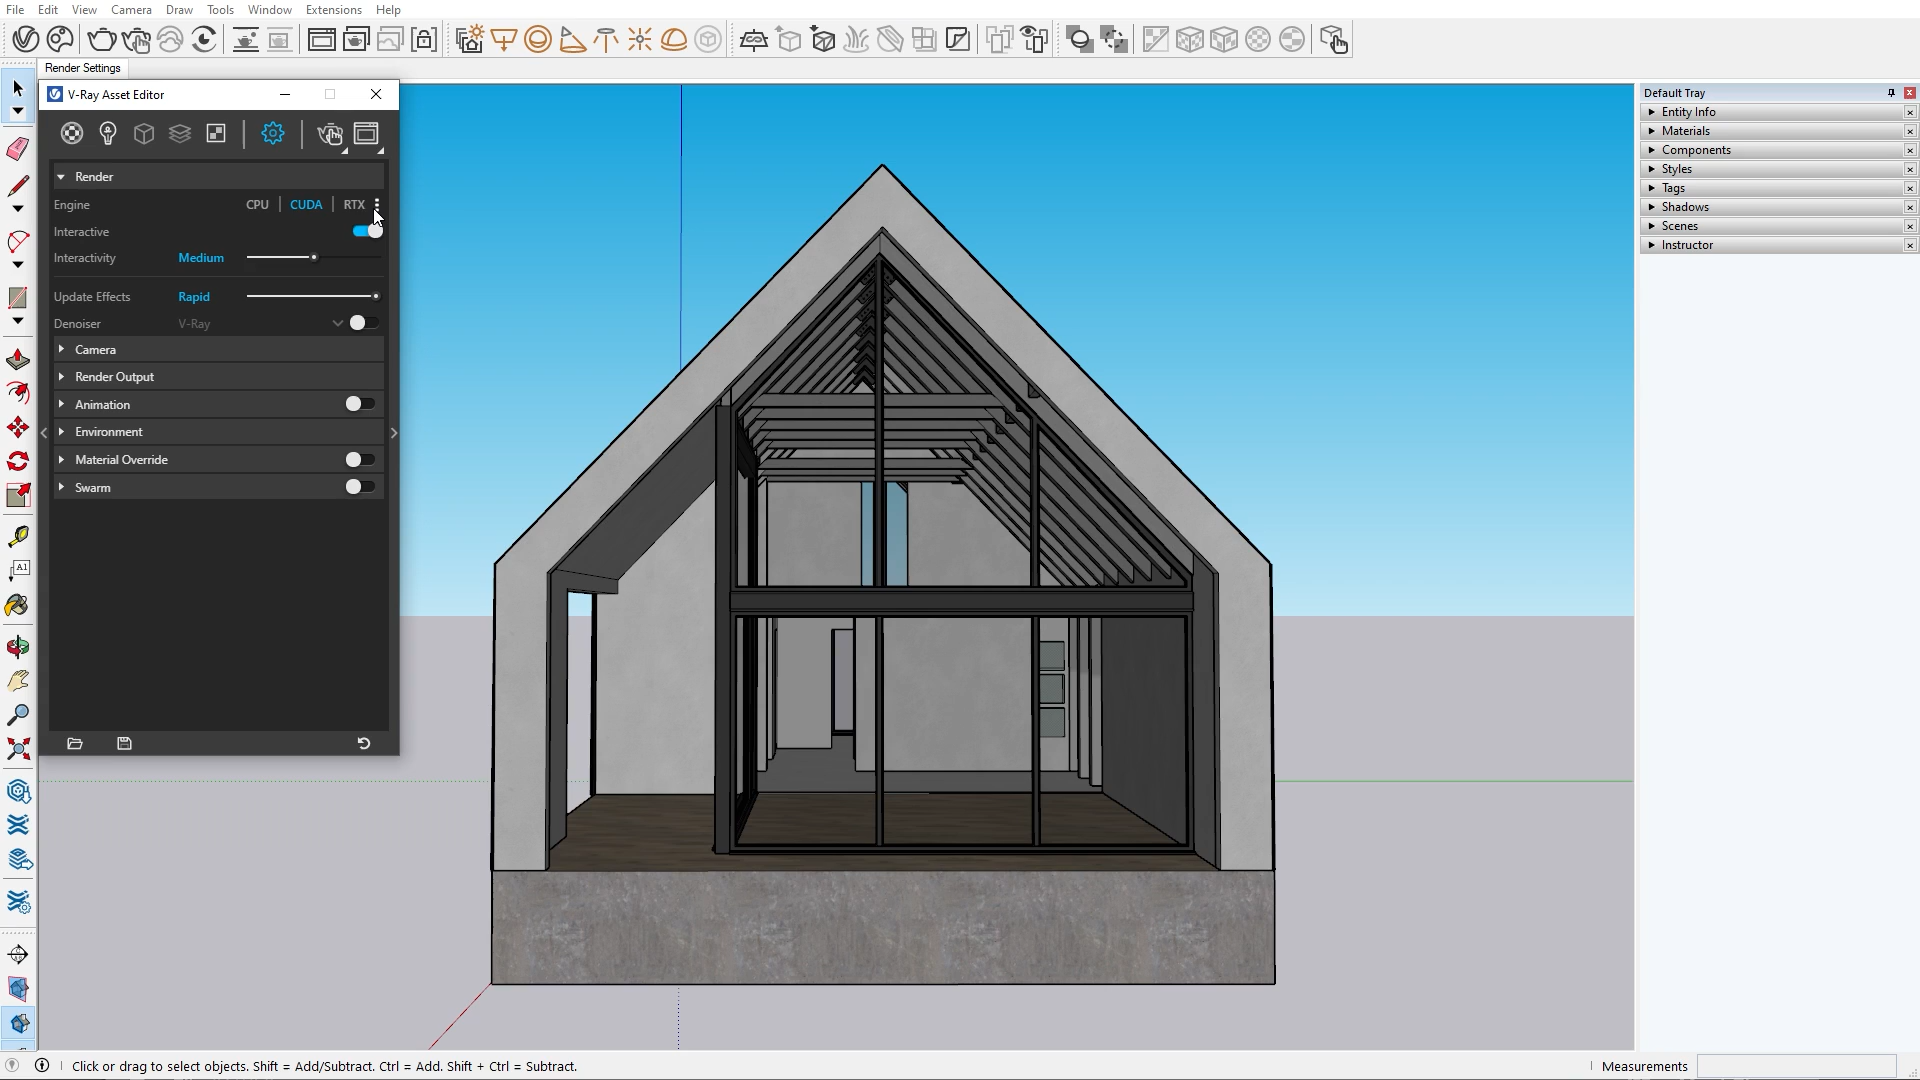 File Edit View Camera Draw Tools Window Extensions Help
Render Settings
V-Ray Asset Editor
Render
Engine CPU CUDA RTX
Interactive
Interactivity Medium
Update Effects Rapid
Denoiser V-Ray
Camera
Render Output
Animation
Environment
Material Override
Swarm
Default Tray
Entity Info
Materials
Components
Styles
Tags
Shadows
Scenes
Instructor
A1
Click or drag to select objects. Shift = Add/Subtract. Ctrl = Add. Shift + Ctrl = Subtract.
Measurements